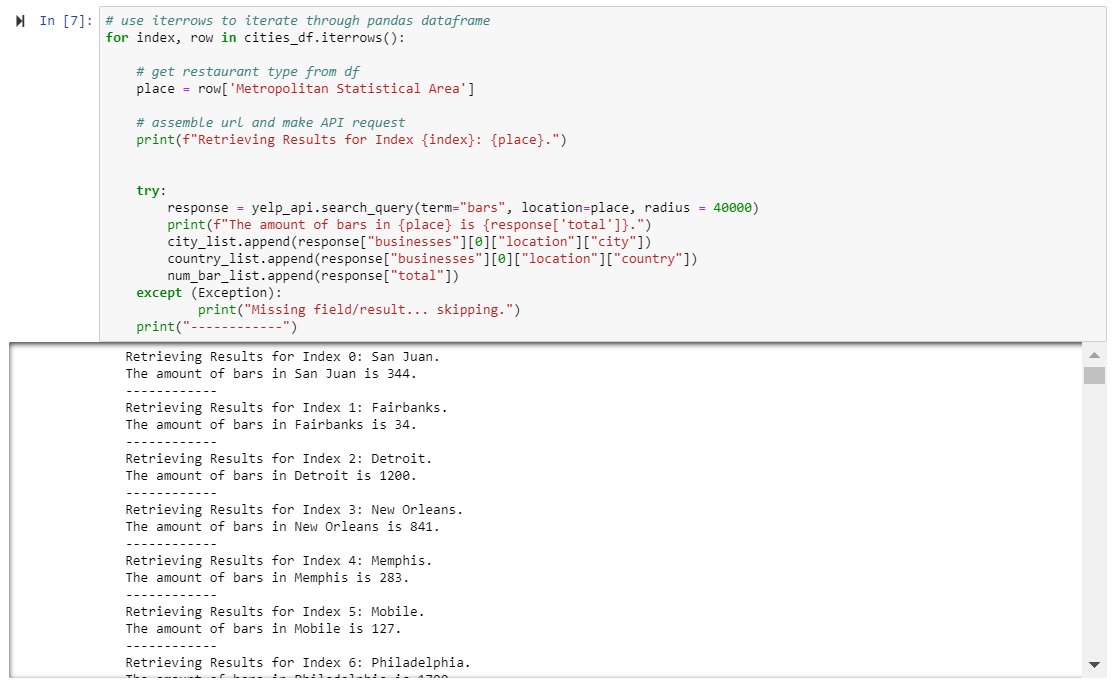 In [7]:
# use iterrows to iterate through pandas dataframe
for index, row in cities_df.iterrows():
# get restaurant type from df
place = row['Metropolitan Statistical Area']
# assemble url and make API request
print(f"Retrieving Results for Index {index}: {place}.")
try:
response = yelp_api.search_query(term="bars", location=place, radius = 40000)
print(f"The amount of bars in {place} is {response['total']}.")
city_list.append(response["businesses"][0]["location"]["city"])
country_list.append(response["businesses"][0]["location"]["country"])
num_bar_list.append(response["total"])
except (Exception):
print("Missing field/result... skipping.")
print("------------")
Retrieving Results for Index 0: San Juan.
The amount of bars in San Juan is 344.
------------
Retrieving Results for Index 1: Fairbanks.
The amount of bars in Fairbanks is 34.
------------
Retrieving Results for Index 2: Detroit.
The amount of bars in Detroit is 1200.
------------
Retrieving Results for Index 3: New Orleans.
The amount of bars in New Orleans is 841.
------------
Retrieving Results for Index 4: Memphis.
The amount of bars in Memphis is 283.
------------
Retrieving Results for Index 5: Mobile.
The amount of bars in Mobile is 127.
------------
Retrieving Results for Index 6: Philadelphia.
The amount of bars in Philadelphia is